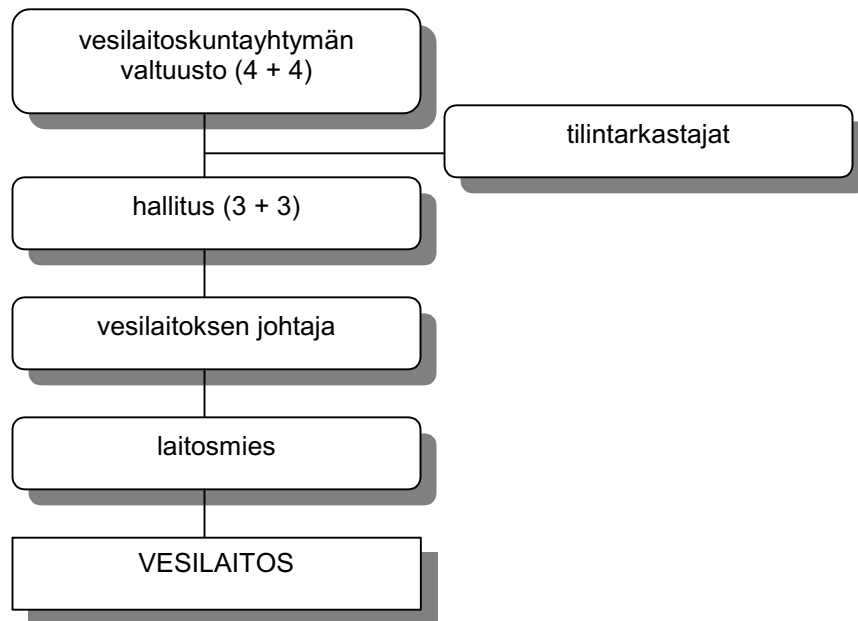 vesilaitoskuntayhtymän
valtuusto (4 + 4)
tilintarkastajat
hallitus (3 + 3)
vesilaitoksen johtaja
laitosmies
VESILAITOS